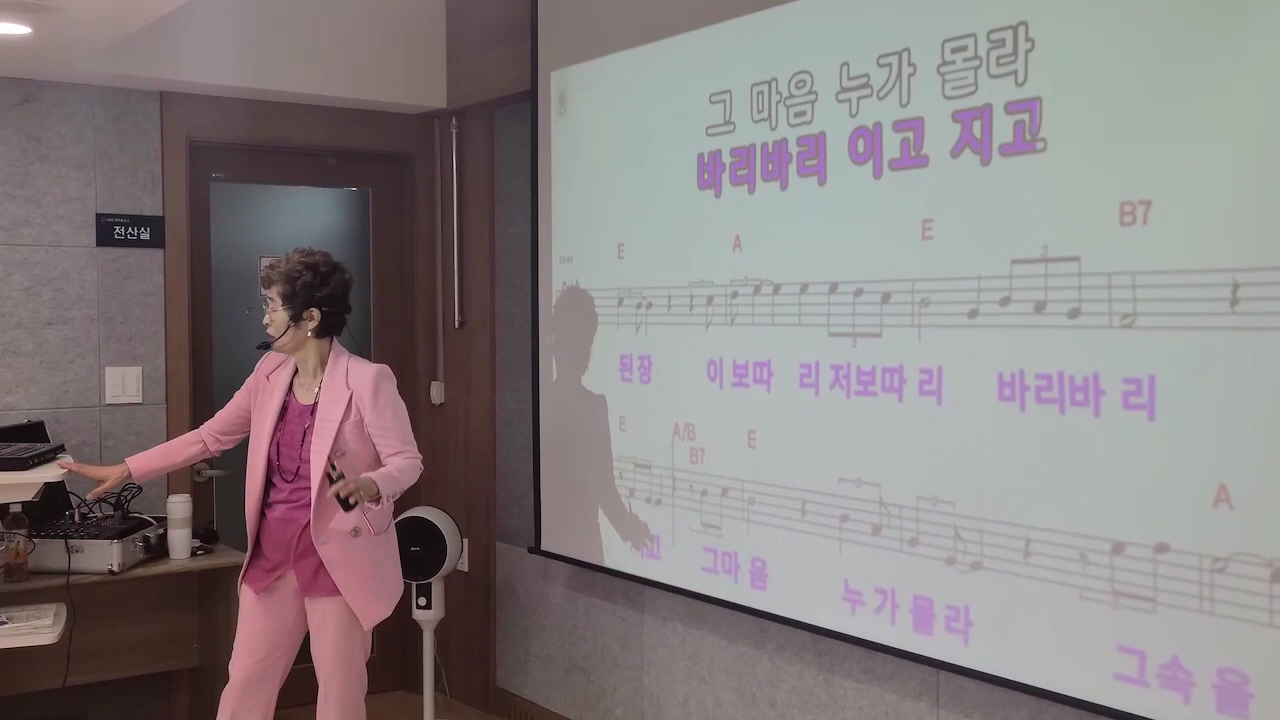 그 마음 누가 몰라
바리바리 이고 지고
E A E B7
된장 이보따 리저보따리 바리바 리
E A/B B7 E A
그마음 누가몰라 그속을
전산실